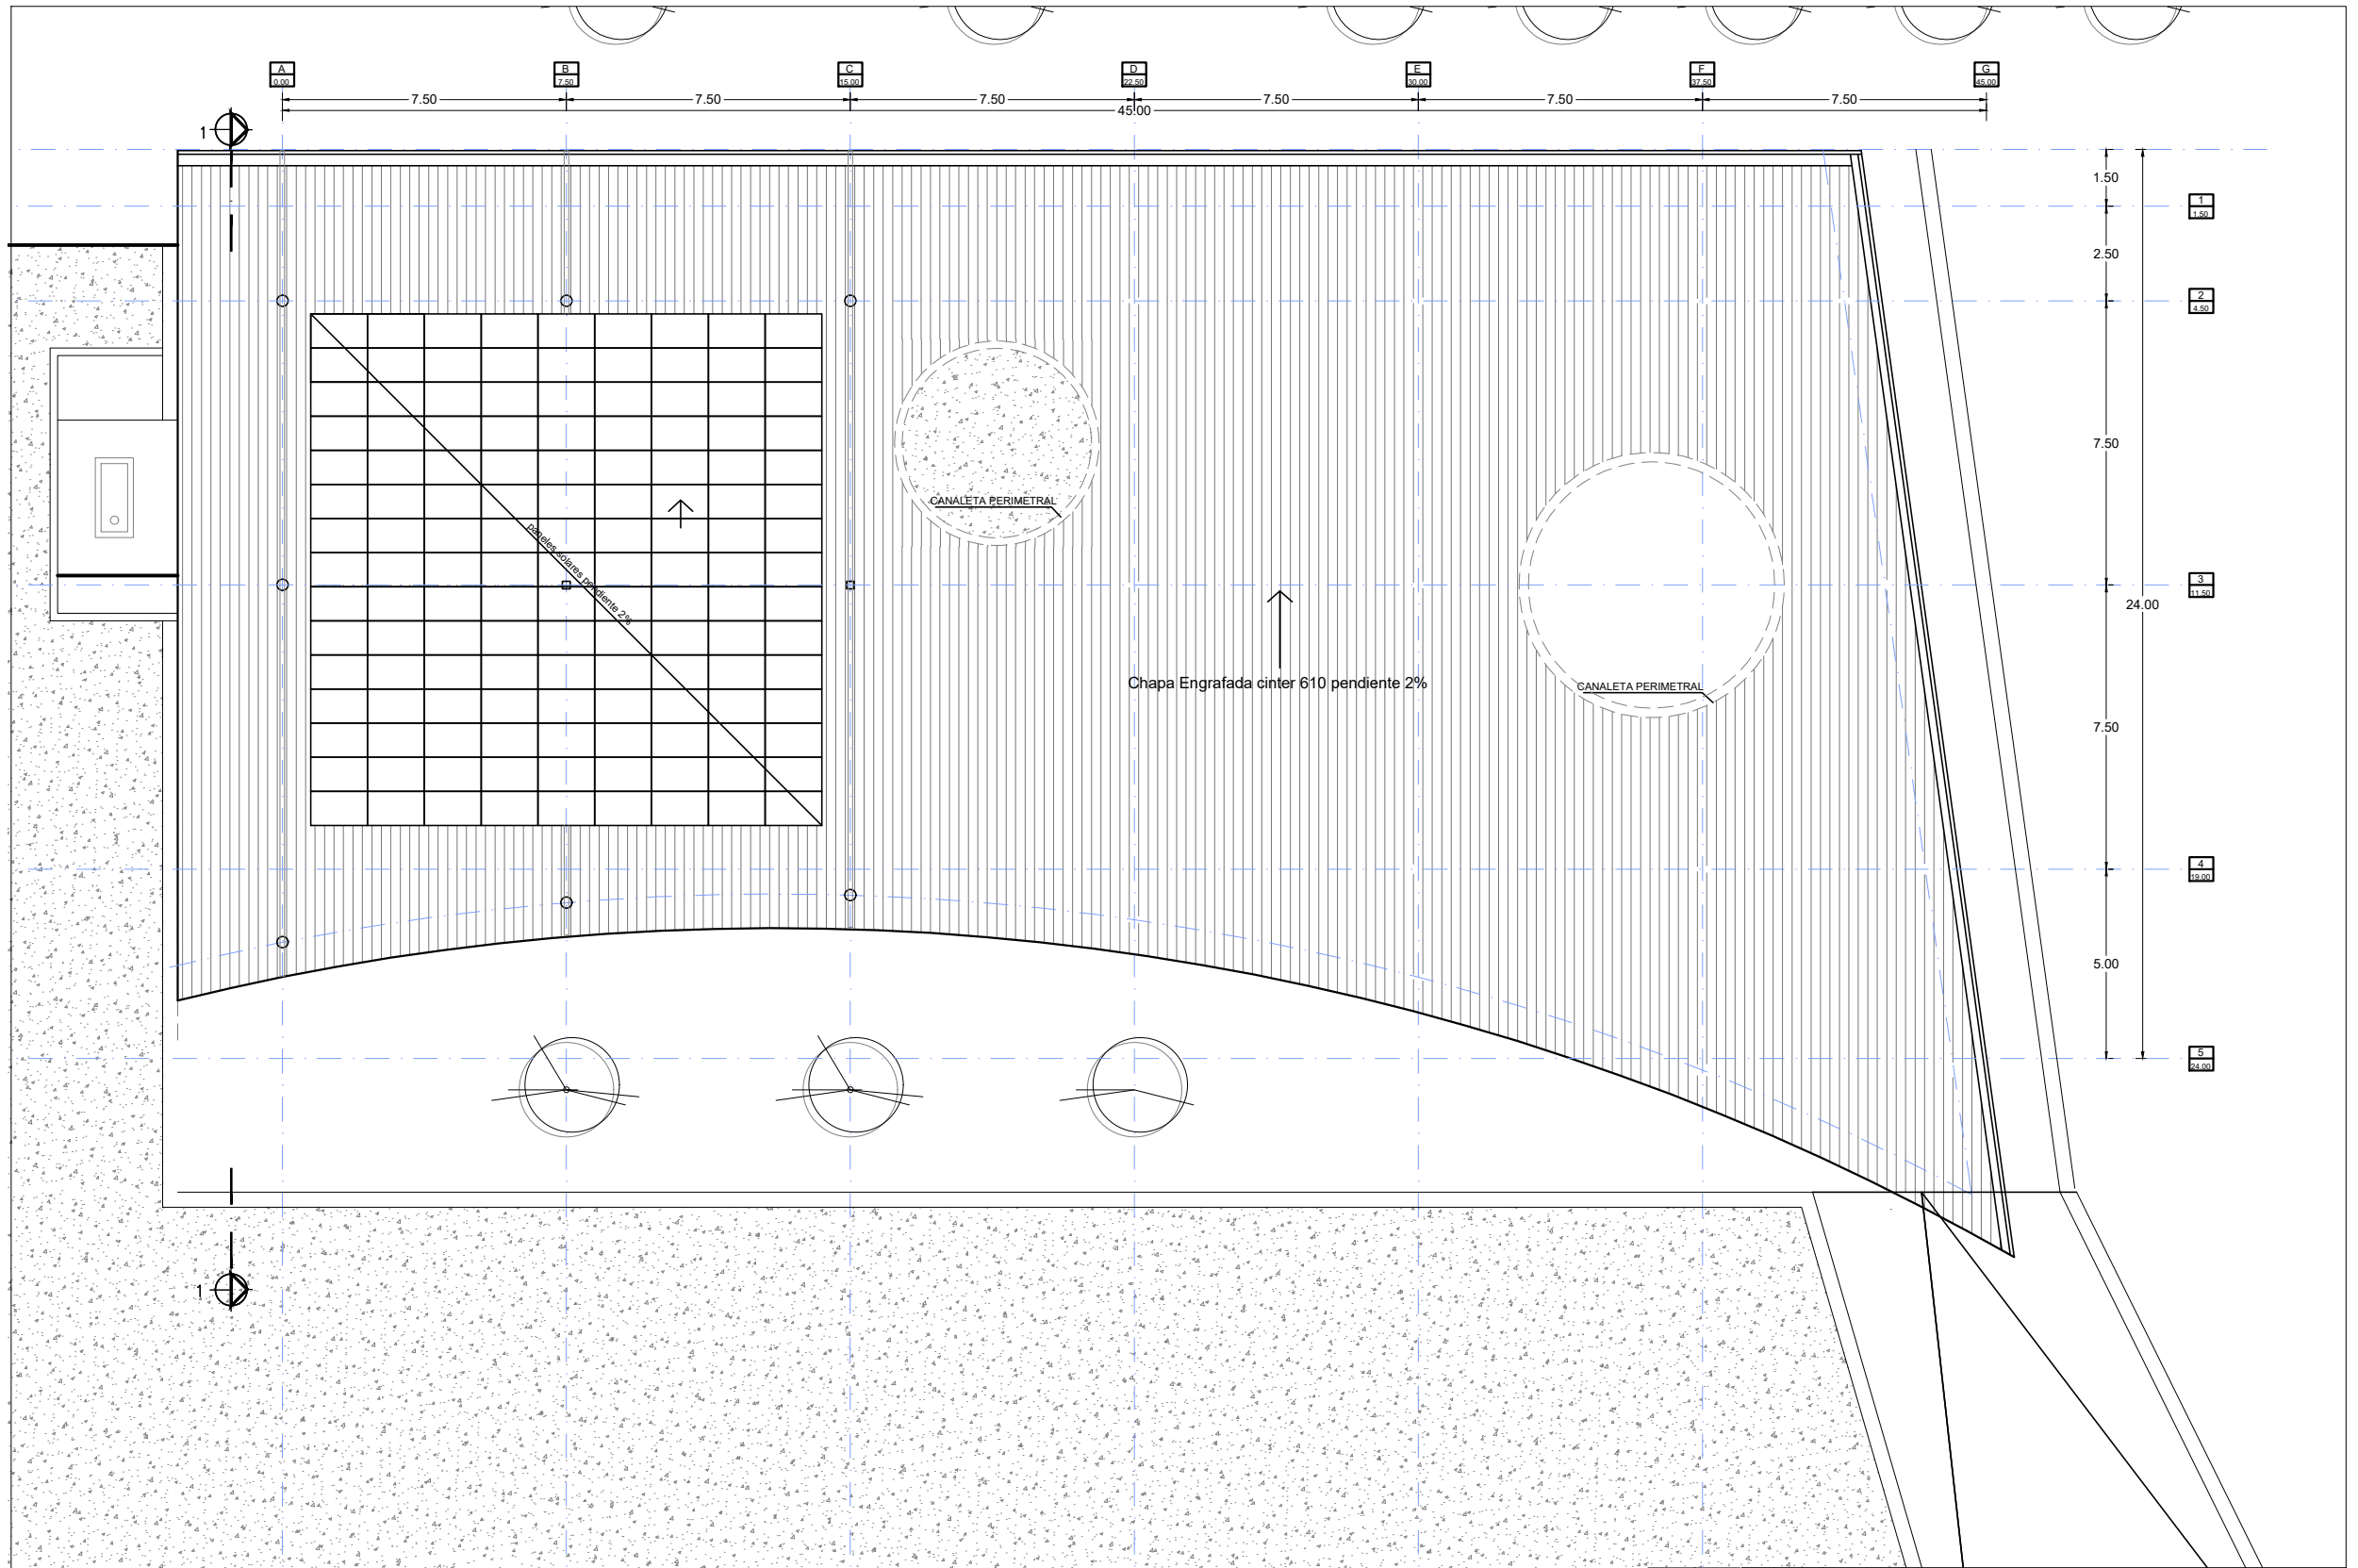 A B C D E F G
0.00 7.50 15.00 22.50 30.00 37.50 45.00
7.50 7.50 7.50 7.50 7.50 7.50
45.00
1
1.50
1
1.50
2.50
2
4.50
7.50
CANALETA PERIMETRAL
paneles solares pendiente 2%
3
11.50
24.00
Chapa Engrafada cinter 610 pendiente 2%
CANALETA PERIMETRAL
7.50
4
19.00
5.00
5
24.00
1